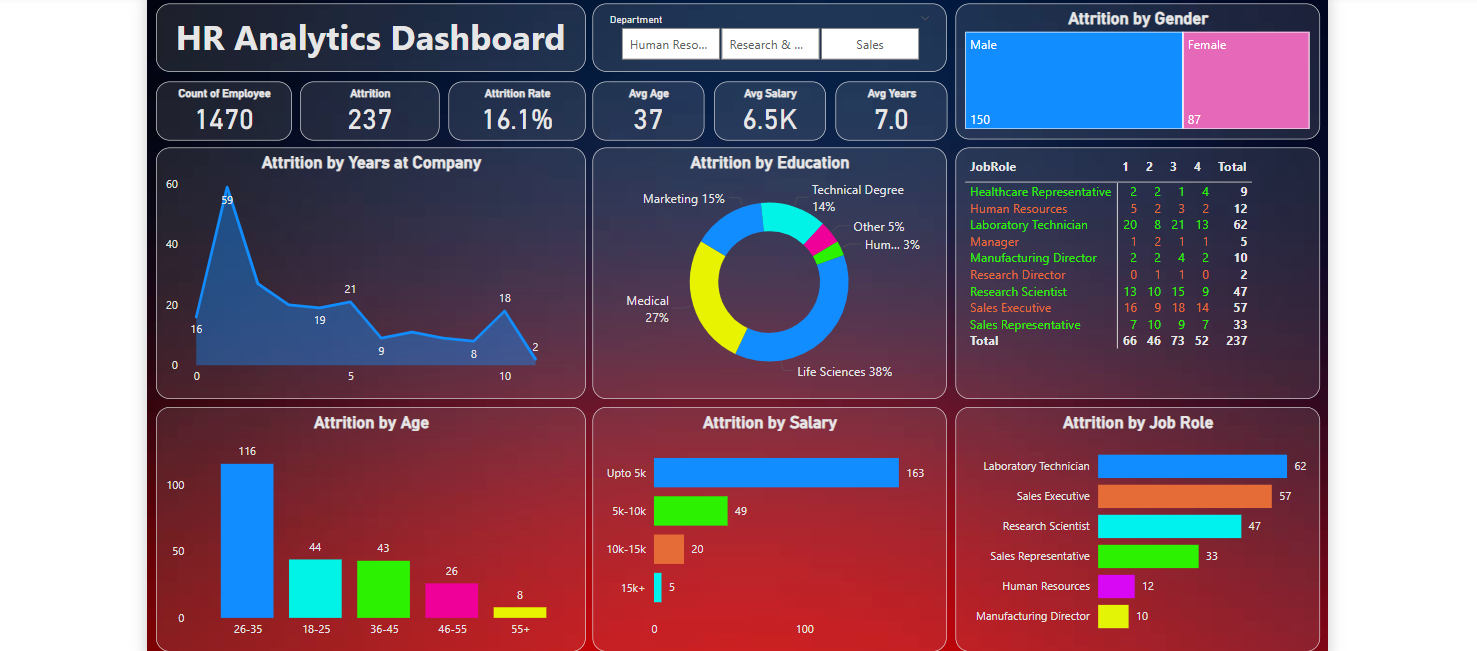 HR Analytics Dashboard
Department
Human Reso...
Research & ...
Sales
Attrition by Gender
Male
Female
150
87
Count of Employee
1470
Attrition
237
Attrition Rate
16.1%
Avg Age
37
Avg Salary
6.5K
Avg Years
7.0
Attrition by Years at Company
60
40
20
0
16
59
19
21
9
8
18
2
0
5
10
Attrition by Education
Marketing 15%
Technical Degree
14%
Other 5%
Hum... 3%
Medical
27%
Life Sciences 38%
JobRole 1 2 3 4 Total
Healthcare Representative 2 2 1 4 9
Human Resources 5 2 3 2 12
Laboratory Technician 20 8 21 13 62
Manager 1 2 1 1 5
Manufacturing Director 2 2 4 2 10
Research Director 0 1 1 0 2
Research Scientist 13 10 15 9 47
Sales Executive 16 9 18 14 57
Sales Representative 7 10 9 7 33
Total 66 46 73 52 237
Attrition by Age
100
50
0
116
44
43
26
8
26-35
18-25
36-45
46-55
55+
Attrition by Salary
Upto 5k 163
5k-10k 49
10k-15k 20
15k+ 5
0
100
Attrition by Job Role
Laboratory Technician 62
Sales Executive 57
Research Scientist 47
Sales Representative 33
Human Resources 12
Manufacturing Director 10